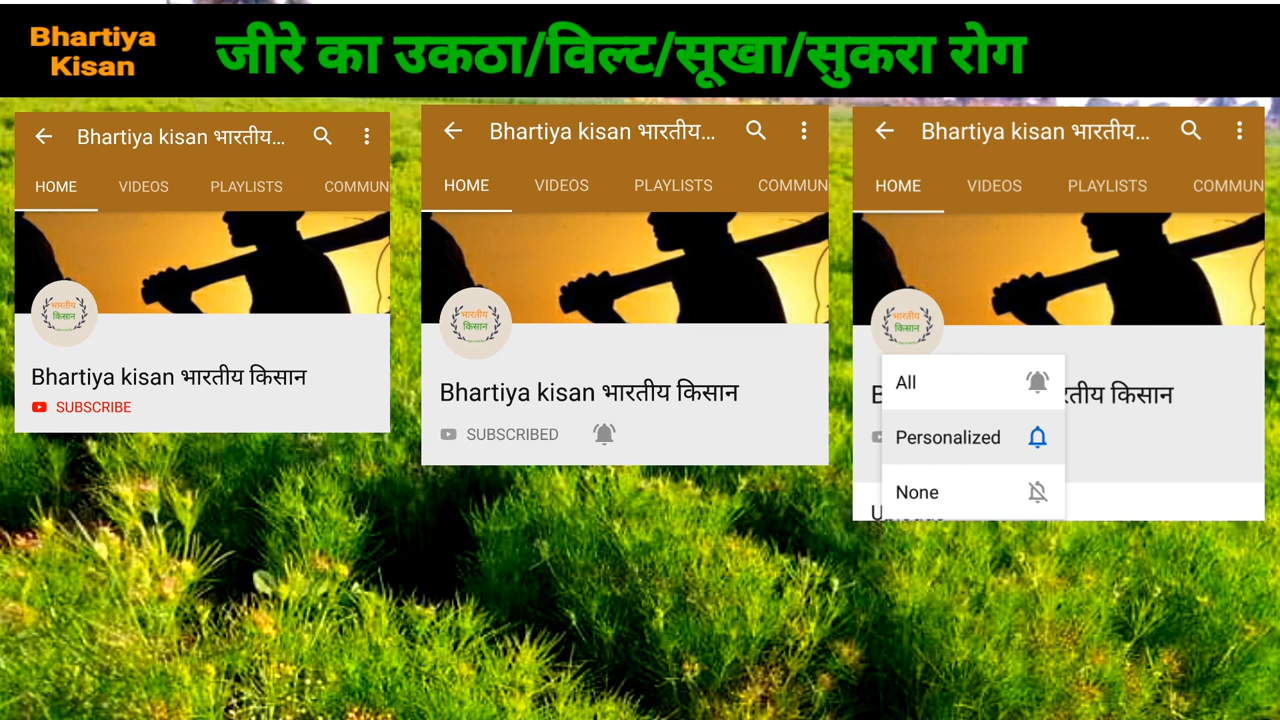 Bhartiya
Kisan
जीरे का उकठा/विल्ट/सूखा/सुकरा रोग
Bhartiya kisan भारतीय...
HOME VIDEOS PLAYLISTS COMMUN
भारतीय
किसान
Bhartiya kisan भारतीय किसान
SUBSCRIBE
Bhartiya kisan भारतीय...
HOME VIDEOS PLAYLISTS COMMUN
भारतीय
किसान
Bhartiya kisan भारतीय किसान
SUBSCRIBED
Bhartiya kisan भारतीय...
HOME VIDEOS PLAYLISTS COMMUN
भारतीय
किसान
All
किसान
Personalized
None